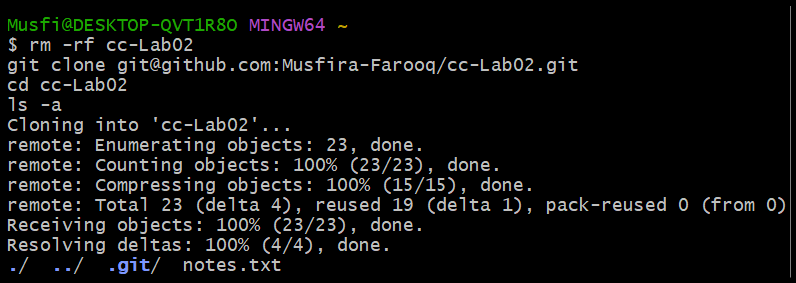 Musfi@DESKTOP-QVT1R8O MINGW64 ~
$ rm -rf cc-Lab02
git clone git@github.com:Musfira-Farooq/cc-Lab02.git
cd cc-Lab02
ls -a
Cloning into 'cc-Lab02'...
remote: Enumerating objects: 23, done.
remote: Counting objects: 100% (23/23), done.
remote: Compressing objects: 100% (15/15), done.
remote: Total 23 (delta 4), reused 19 (delta 1), pack-reused 0 (from 0)
Receiving objects: 100% (23/23), done.
Resolving deltas: 100% (4/4), done.
./  ../  .git/  notes.txt